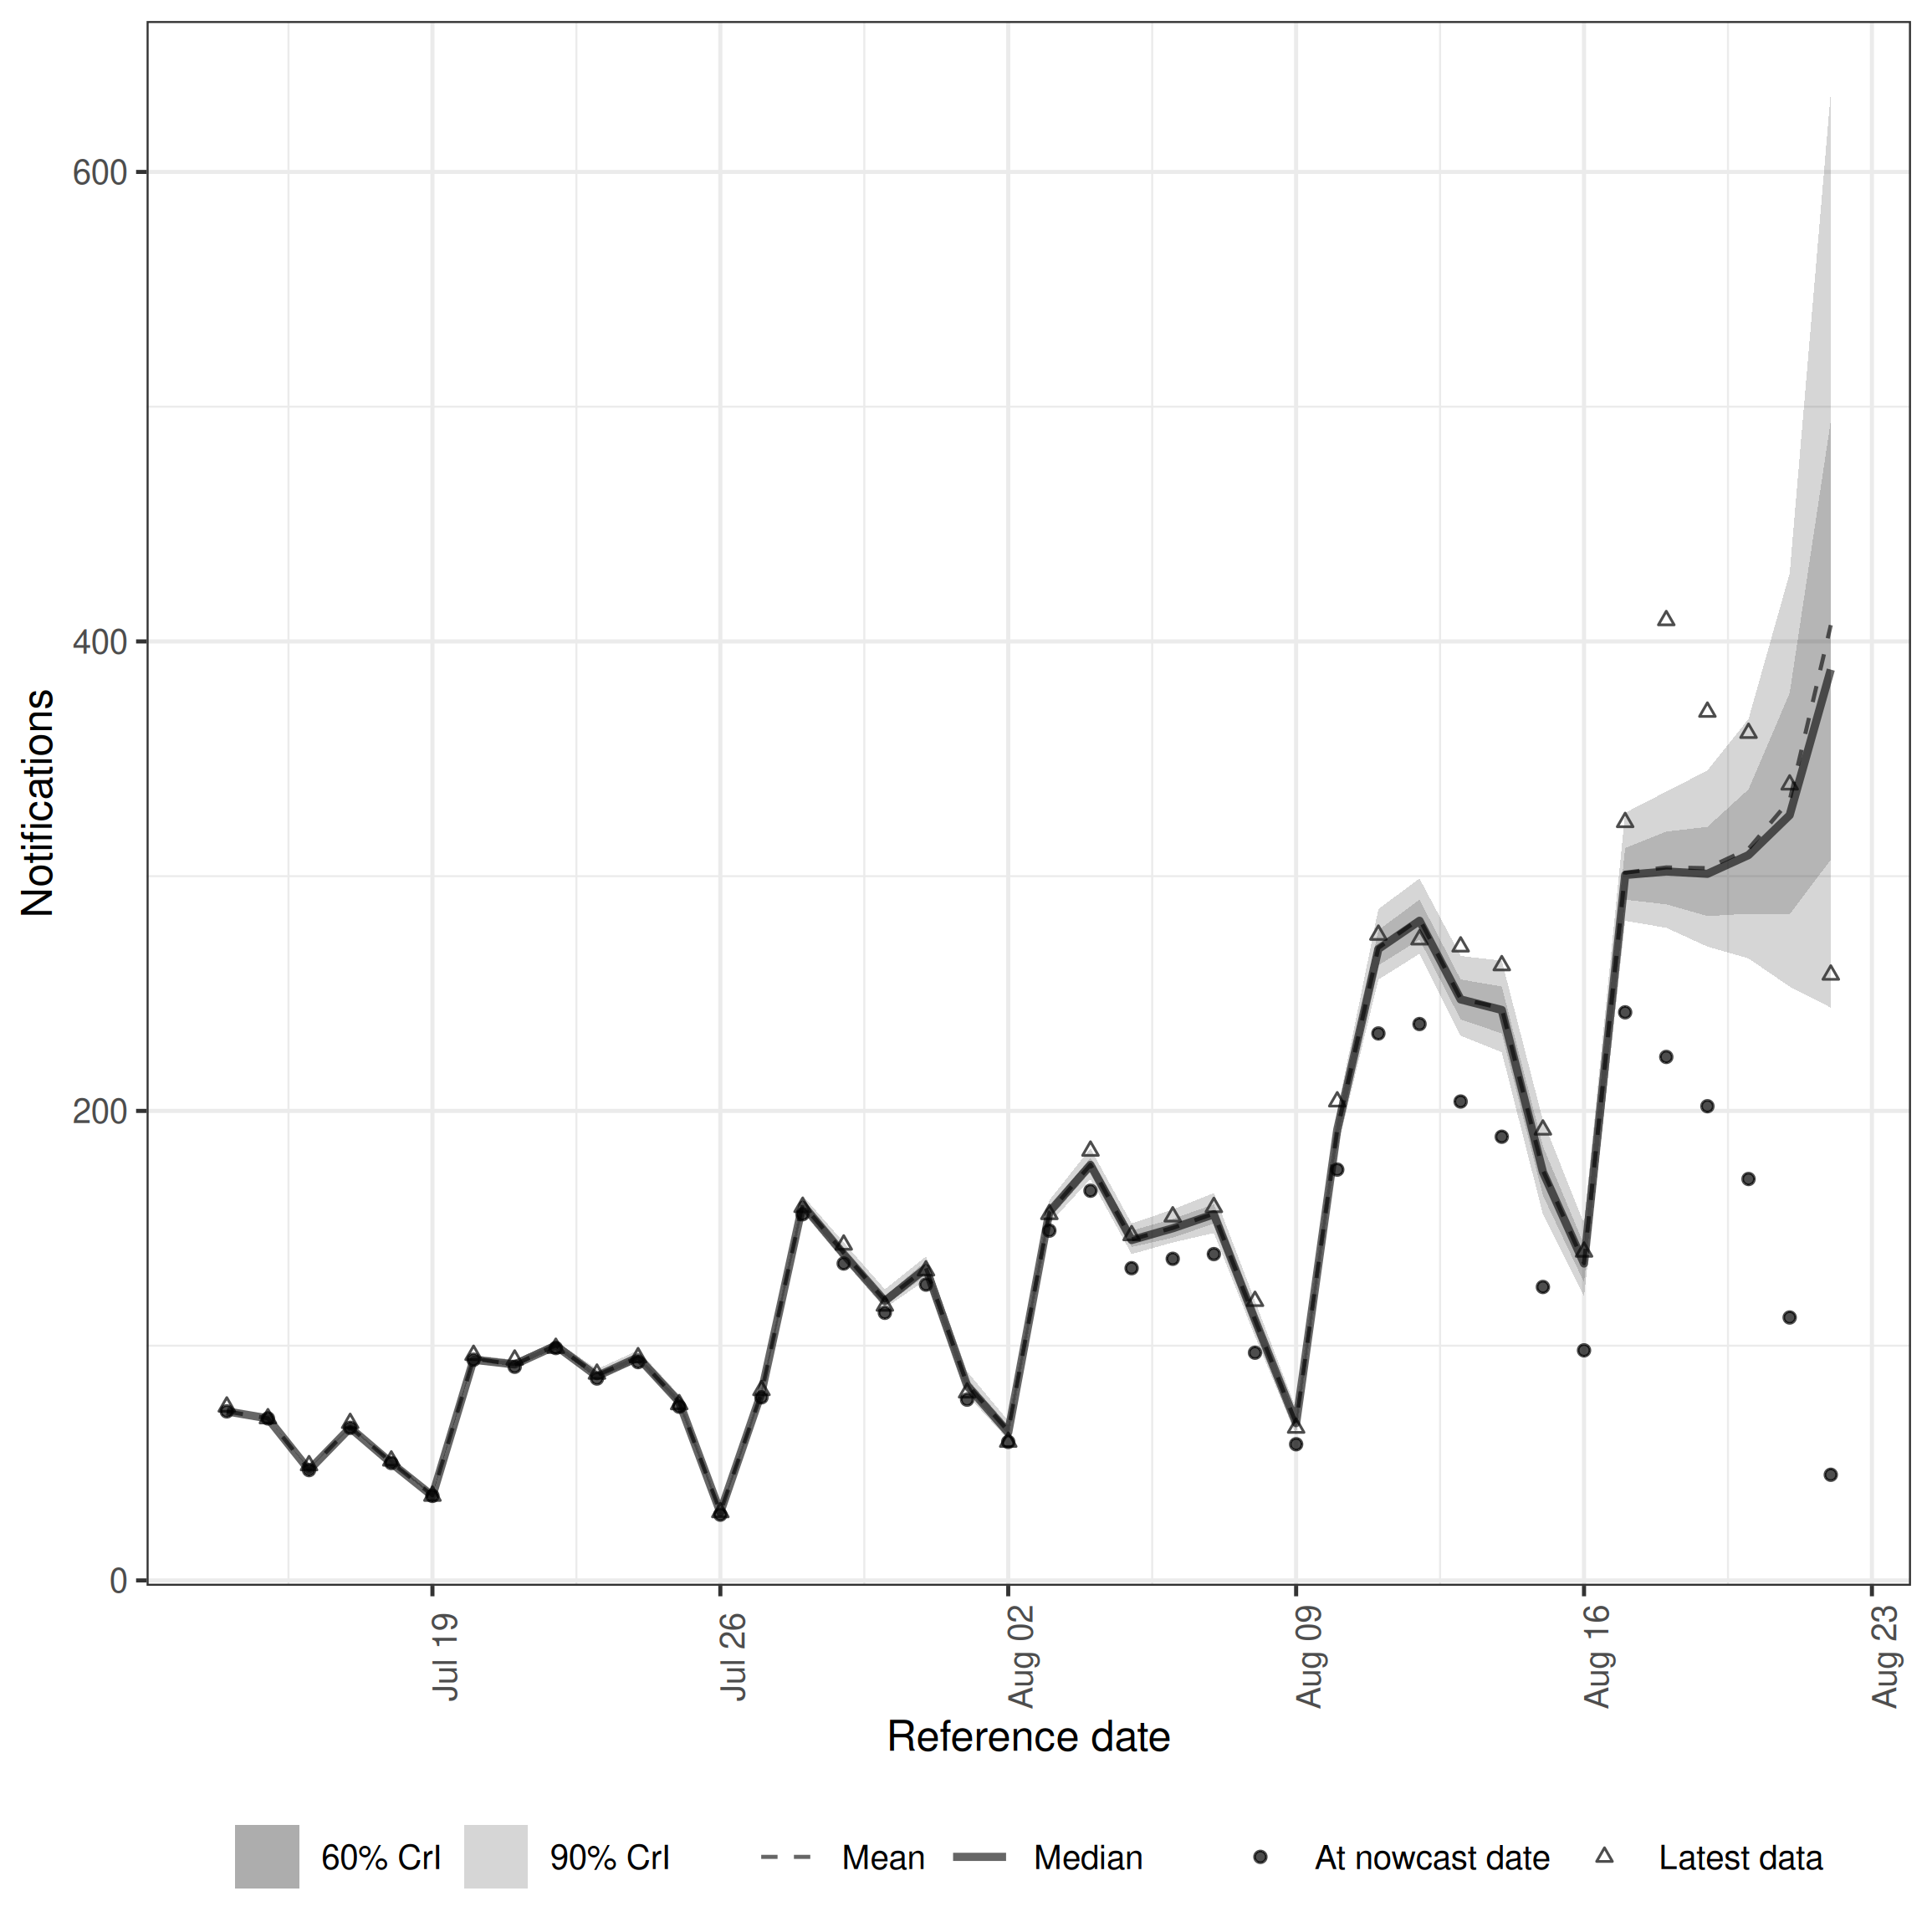 600
400
200
0
Notifications
Jul 19
Jul 26
Aug 02
Aug 09
Aug 16
Aug 23
Reference date
60% CrI 90% CrI Mean Median At nowcast date Latest data